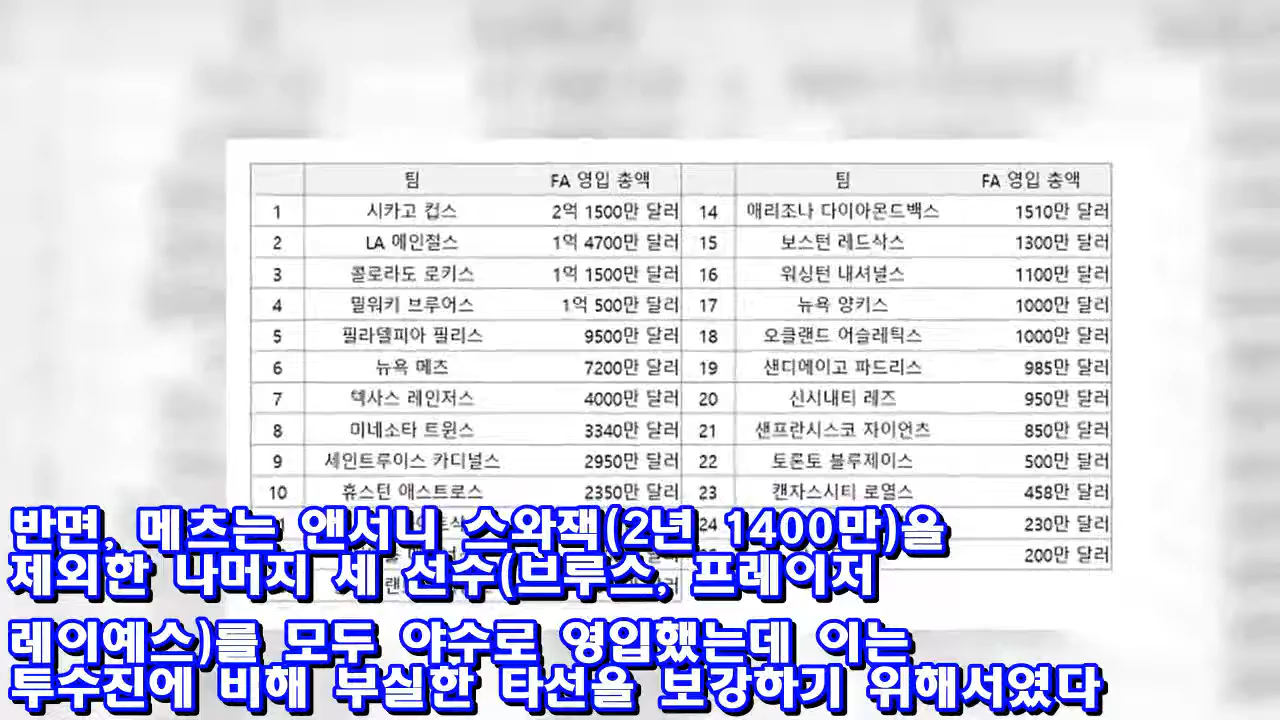 팀 FA 영입 총액 팀 FA 영입 총액
1 시카고 컵스 2억 1500만 달러 14 애리조나 다이아몬드백스 1510만 달러
2 LA 에인절스 1억 4700만 달러 15 보스턴 레드삭스 1300만 달러
3 콜로라도 로키스 1억 1500만 달러 16 워싱턴 내셔널스 1100만 달러
4 밀워키 브루어스 1억 500만 달러 17 뉴욕 양키스 1000만 달러
5 필라델피아 필리스 9500만 달러 18 오클랜드 어슬레틱스 1000만 달러
6 뉴욕 메츠 7200만 달러 19 샌디에이고 파드리스 985만 달러
7 텍사스 레인저스 4000만 달러 20 신시내티 레즈 950만 달러
8 미네소타 트윈스 3340만 달러 21 샌프란시스코 자이언츠 850만 달러
9 세인트루이스 카디널스 2950만 달러 22 토론토 블루제이스 500만 달러
10 휴스턴 애스트로스 2350만 달러 23 캔자스시티 로열스 458만 달러
24 230만 달러
200만 달러
반면, 메츠는 앤서니 스와잭(2년 1400만)을
제외한 나머지 세 선수(브루스, 프레이저
레이예스)를 모두 야수로 영입했는데 이는
투수진에 비해 부실한 타선을 보강하기 위해서였다